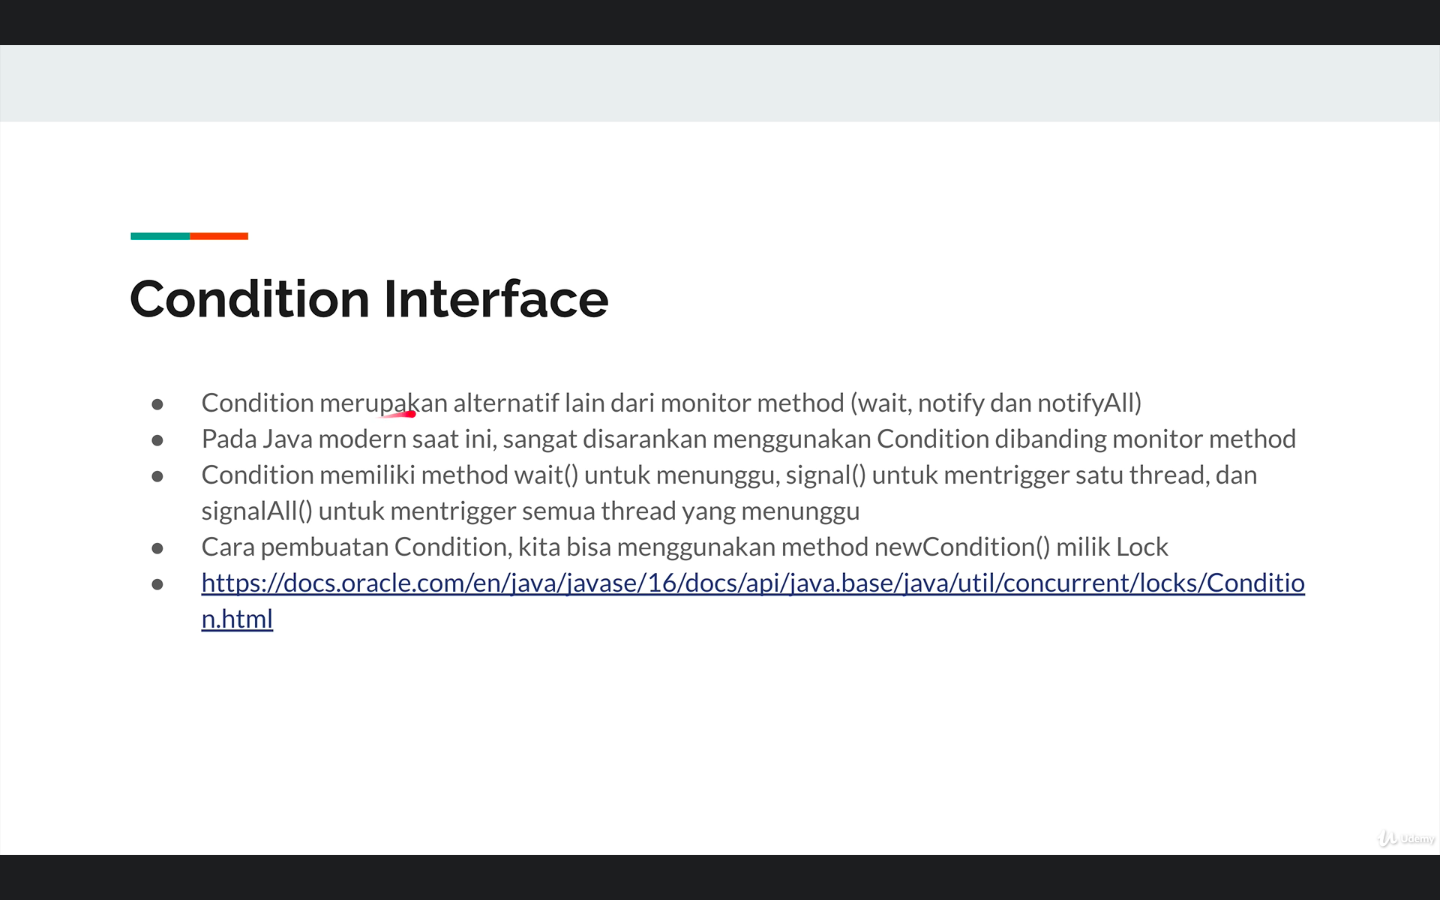 Condition Interface
● Condition merupakan alternatif lain dari monitor method (wait, notify dan notifyAll)
● Pada Java modern saat ini, sangat disarankan menggunakan Condition dibanding monitor method
● Condition memiliki method wait() untuk menunggu, signal() untuk mentrigger satu thread, dan
signalAll() untuk mentrigger semua thread yang menunggu
● Cara pembuatan Condition, kita bisa menggunakan method newCondition() milik Lock
● https://docs.oracle.com/en/java/javase/16/docs/api/java.base/java/util/concurrent/locks/Conditio
n.html
Udemy